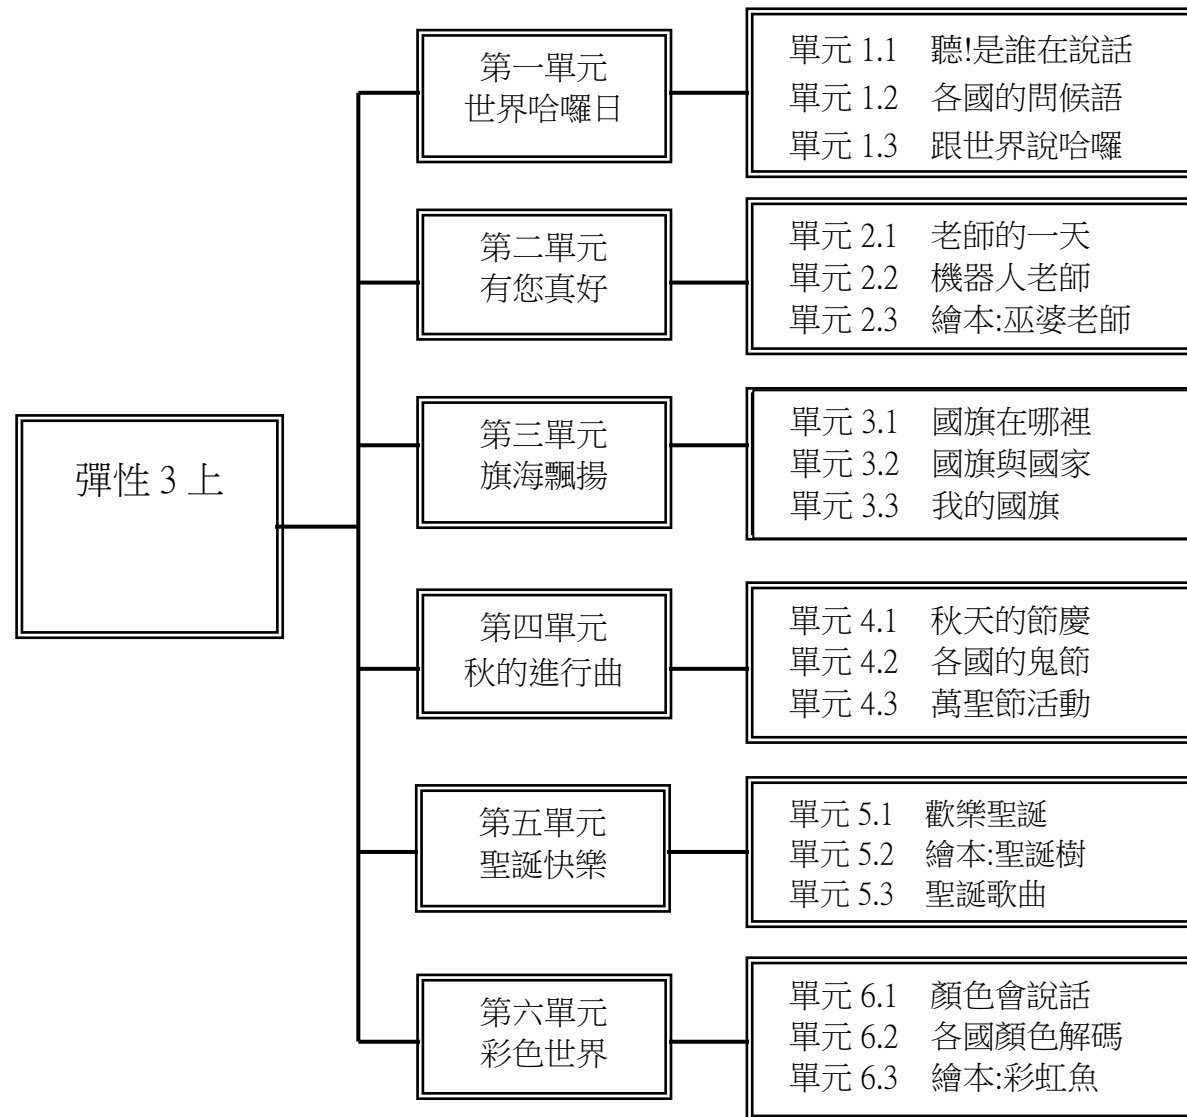 彈性 3 上
第一單元
世界哈囉日
單元 1.1 聽!是誰在說話
單元 1.2 各國的問候語
單元 1.3 跟世界說哈囉
第二單元
有您真好
單元 2.1 老師的一天
單元 2.2 機器人老師
單元 2.3 繪本:巫婆老師
第三單元
旗海飄揚
單元 3.1 國旗在哪裡
單元 3.2 國旗與國家
單元 3.3 我的國旗
第四單元
秋的進行曲
單元 4.1 秋天的節慶
單元 4.2 各國的鬼節
單元 4.3 萬聖節活動
第五單元
聖誕快樂
單元 5.1 歡樂聖誕
單元 5.2 繪本:聖誕樹
單元 5.3 聖誕歌曲
第六單元
彩色世界
單元 6.1 顏色會說話
單元 6.2 各國顏色解碼
單元 6.3 繪本:彩虹魚